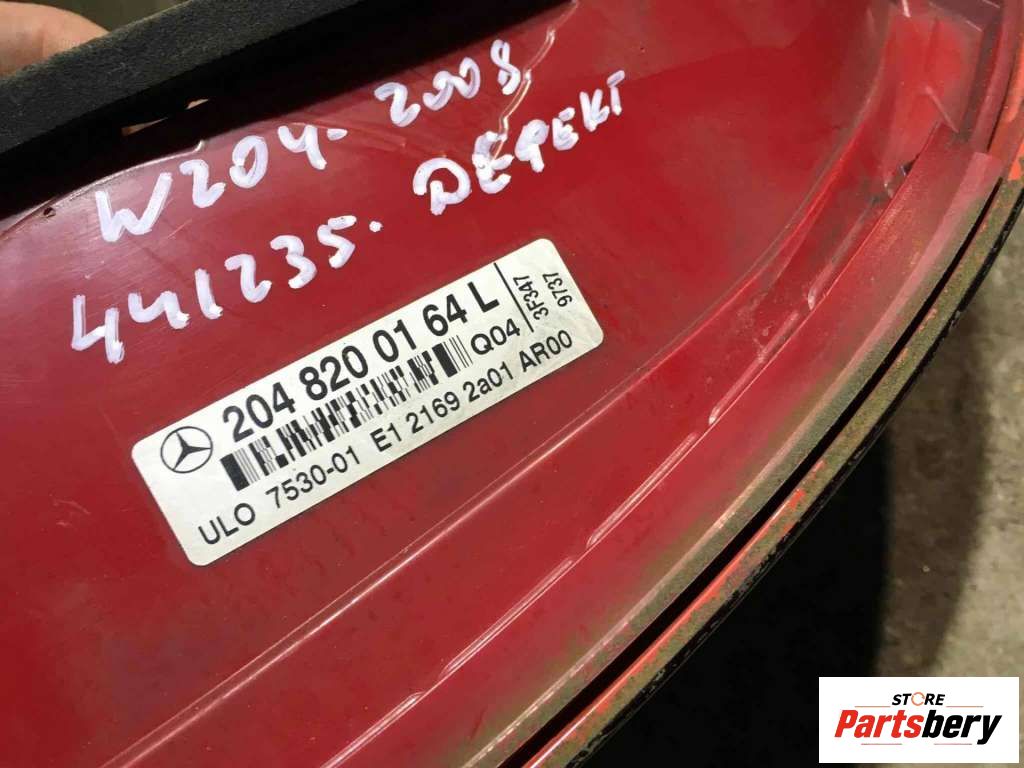 W204. 2008
441235. DEФEKT
204 820 01 64 L
Q04
3F347
9737
ULO 7530-01 E1 2169 2a01 AR00
STORE
Partsbery